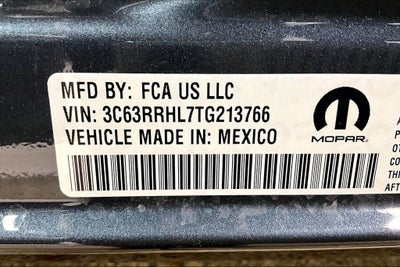 MFD BY: FCA US LLC
VIN: 3C63RRHL7TG213766
VEHICLE MADE IN: MEXICO
MOPAR